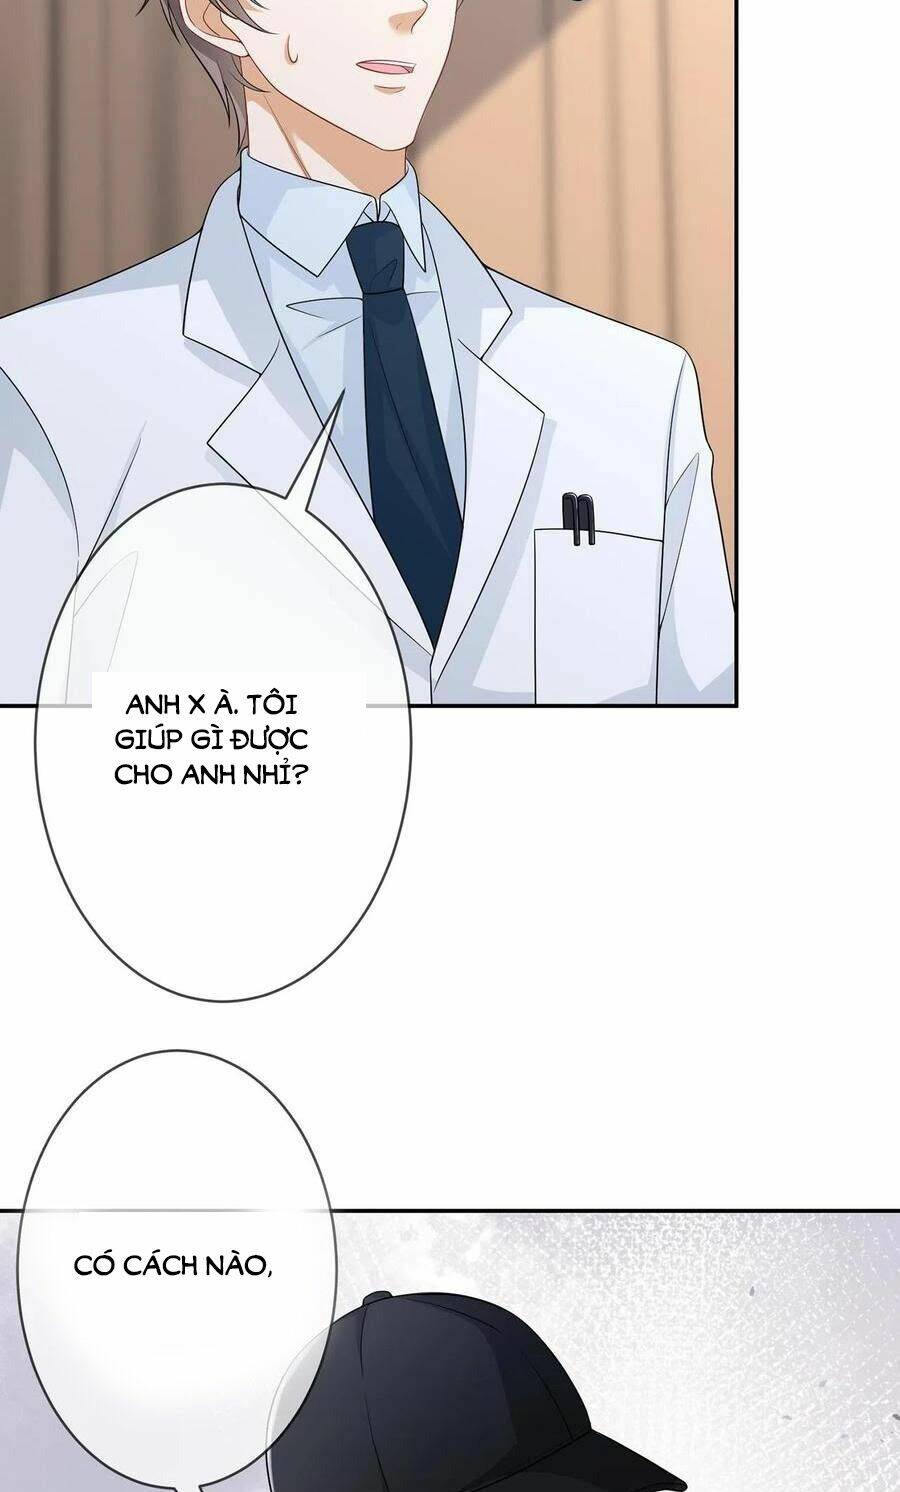 ANH X À. TÔI
GIÚP GÌ ĐƯỢC
CHO ANH NHỈ?
CÓ CÁCH NÀO,